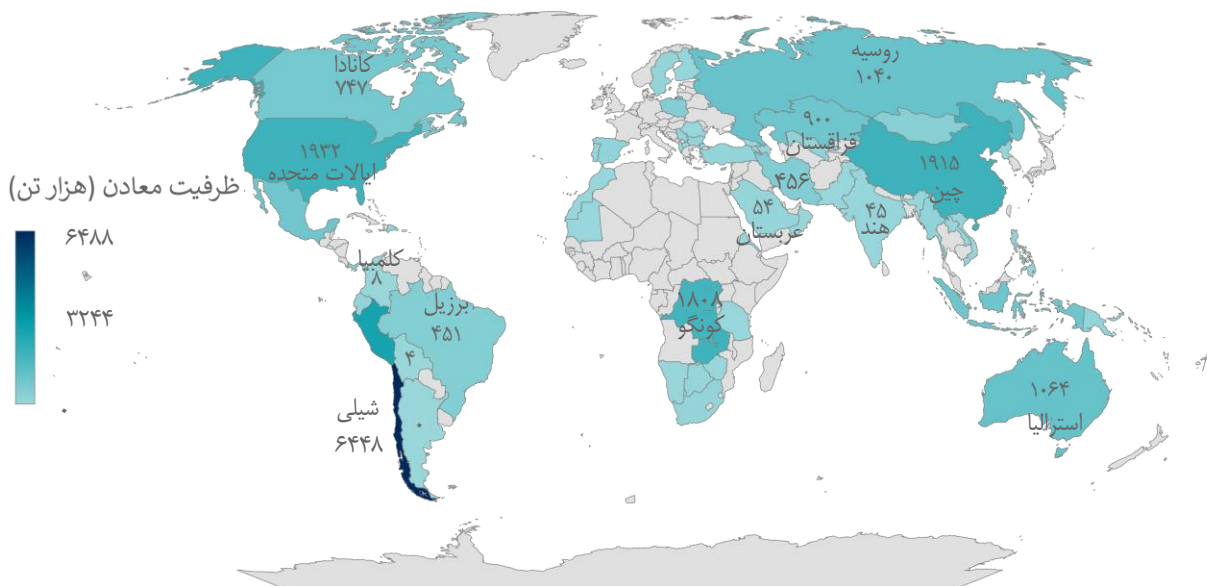 روسیه
۱۰۴۰
کانادا
۷۴۷
۹۰۰
قزاقستان
۱۹۳۲
ایالات متحده
۱۹۱۵
چین
۴۵۶
۵۴
عربستان
۴۵
هند
ظرفیت معادن (هزار تن)
۶۴۸۸
۳۲۴۴
۰
کلمبیا
۸
برزیل
۴۵۱
۴
۱۸۰۸
کونگو
۱۰۶۴
استرالیا
شیلی
۶۴۴۸
۰